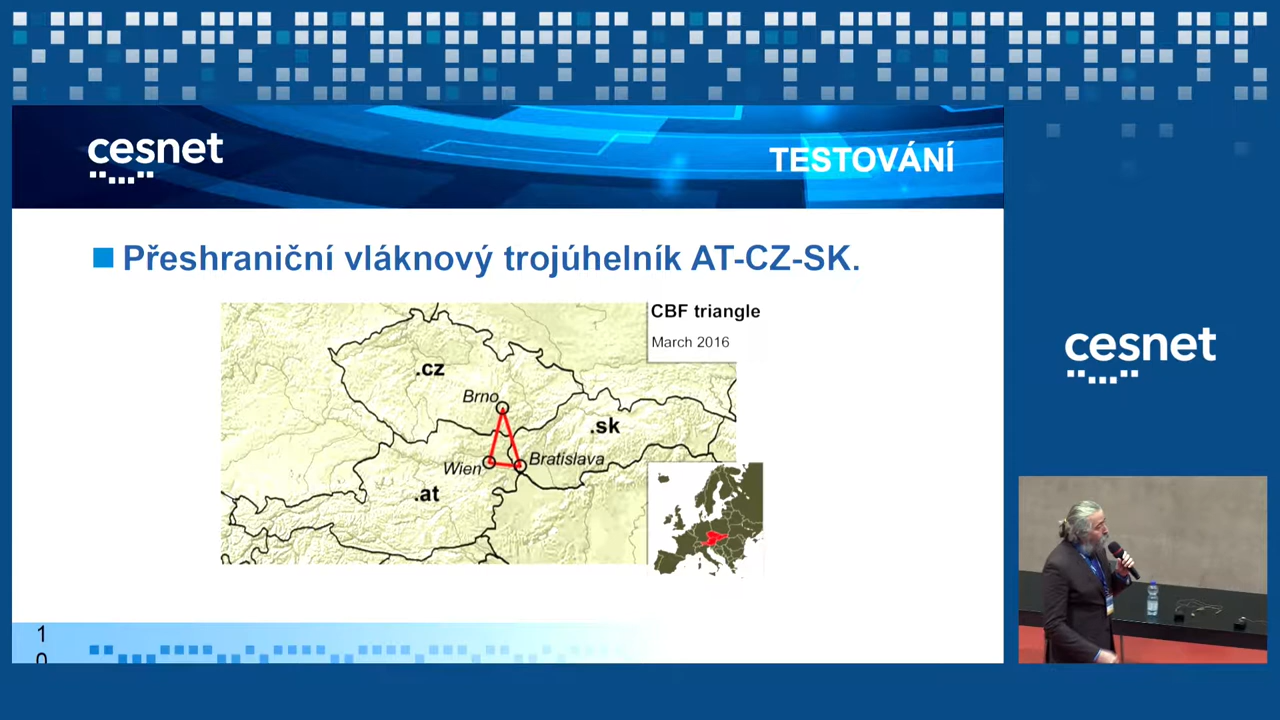 cesnet
TESTOVÁNÍ
Přeshraniční vláknový trojúhelník AT-CZ-SK.
CBF triangle
March 2016
.cz
Brno
.sk
Wien
Bratislava
.at
cesnet
1
0